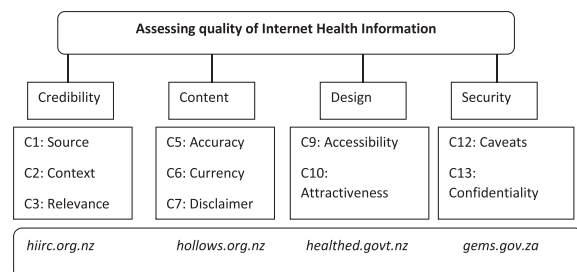 Assessing quality of Internet Health Information
Credibility
Content
Design
Security
C1: Source
C2: Context
C3: Relevance
C5: Accuracy
C6: Currency
C7: Disclaimer
C9: Accessibility
C10:
Attractiveness
C12: Caveats
C13:
Confidentiality
hiirc.org.nz
hollows.org.nz
healthed.govt.nz
gems.gov.za